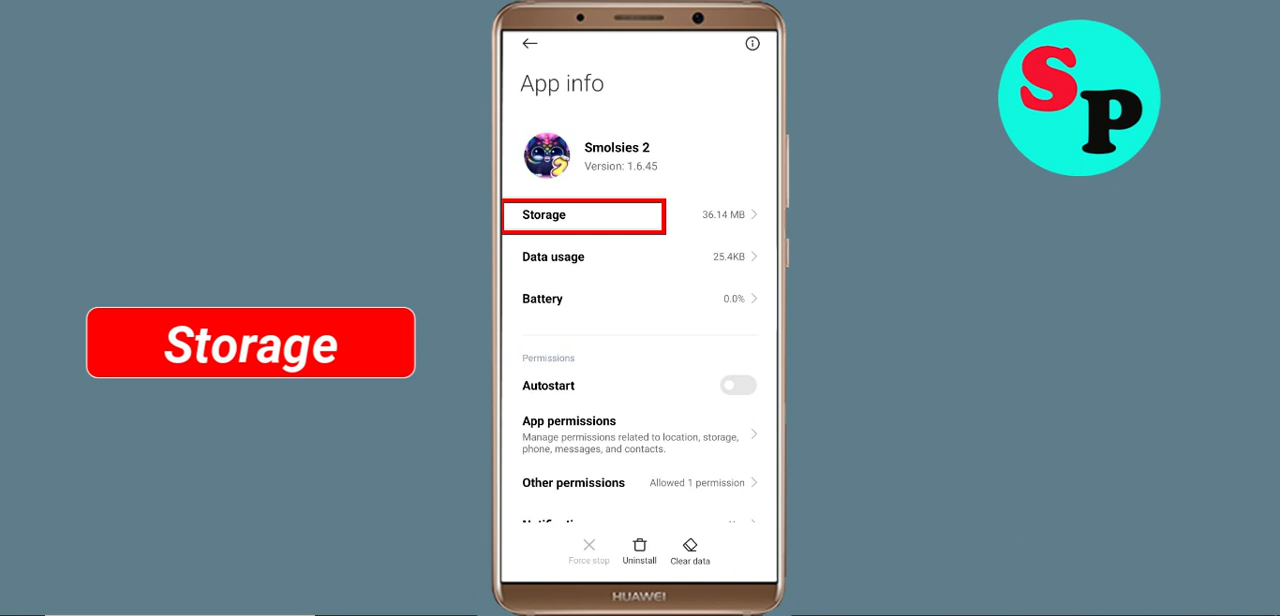 App info
Smolsies 2
Version: 1.6.45
Storage 36.14 MB
Data usage 25.4KB
Battery 0.0%
Permissions
Autostart
App permissions
Manage permissions related to location, storage,
phone, messages, and contacts.
Other permissions Allowed 1 permission
Force stop Uninstall Clear data
HUAWEI
Storage
SP